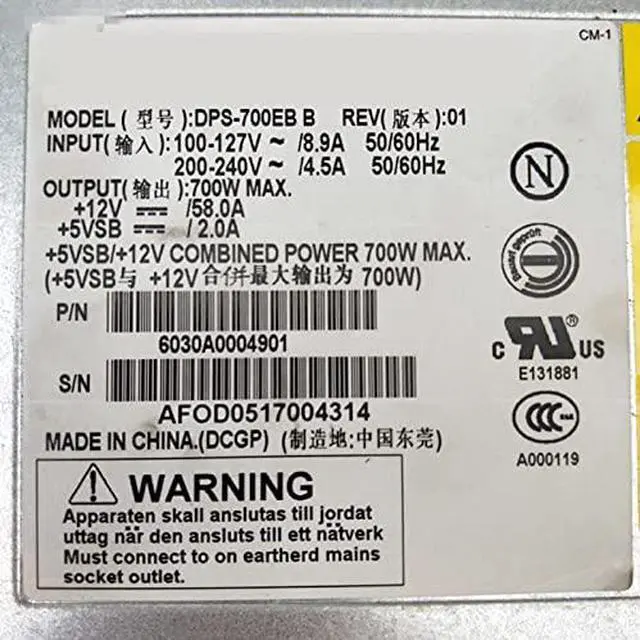 CM-1
MODEL(型号):DPS-700EB B REV(版本):01
INPUT(输入):100-127V ~ /8.9A 50/60Hz
200-240V ~ /4.5A 50/60Hz
OUTPUT(输出):700W MAX.
+12V ⎓ /58.0A
+5VSB ⎓ / 2.0A
+5VSB/+12V COMBINED POWER 700W MAX.
(+5VSB与 +12V合併最大输出为 700W)
P/N
6030A0004901
S/N
AFOD0517004314
MADE IN CHINA.(DCGP) (制造地:中国东莞)
N
Bauart geprüft
c RU ® US
E131881
CCC S&E
A000119
WARNING
Apparaten skall anslutas till jordat
uttag när den ansluts till ett nätverk
Must connect to on eartherd mains
socket outlet.